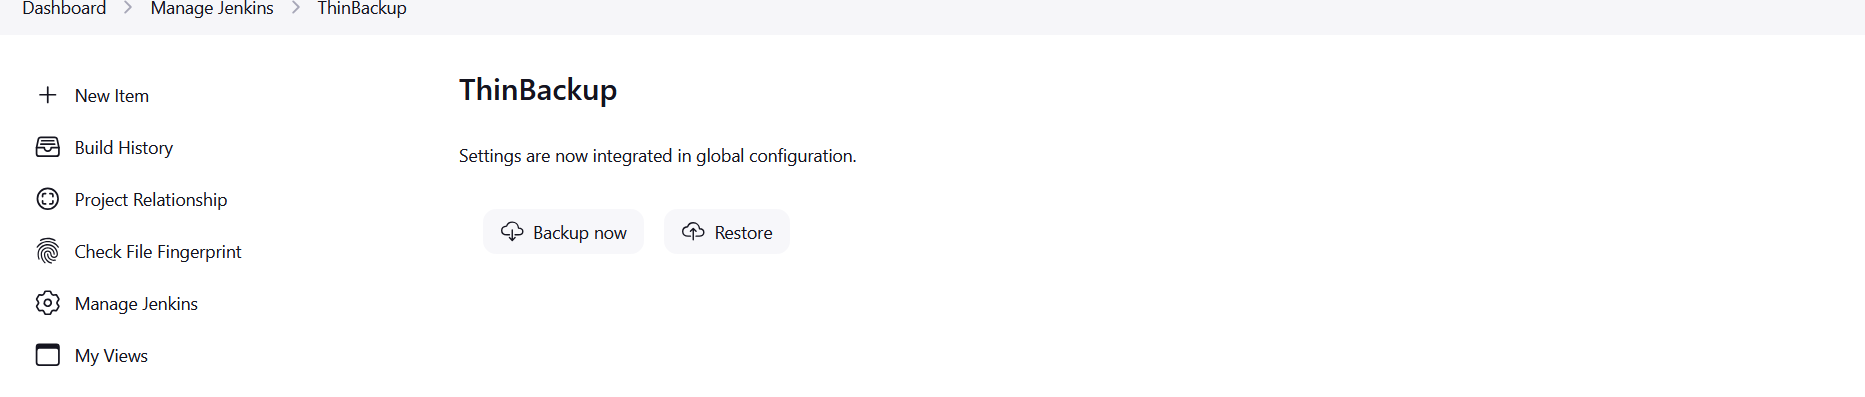 Dashboard > Manage Jenkins > ThinBackup
New Item
Build History
Project Relationship
Check File Fingerprint
Manage Jenkins
My Views
ThinBackup
Settings are now integrated in global configuration.
Backup now Restore